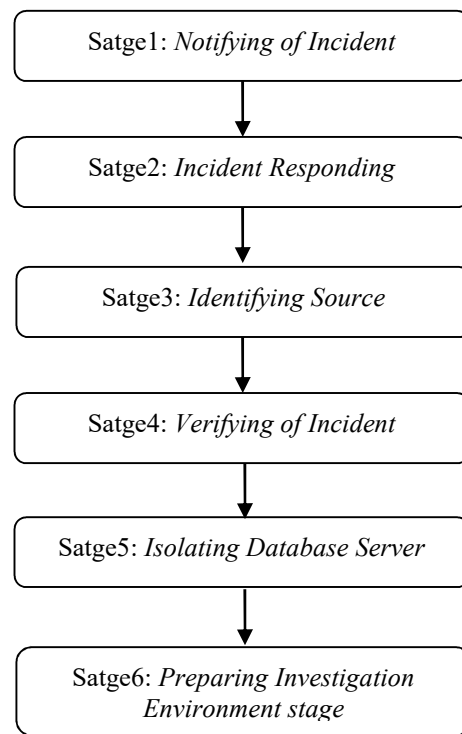 Satge1: Notifying of Incident
Satge2: Incident Responding
Satge3: Identifying Source
Satge4: Verifying of Incident
Satge5: Isolating Database Server
Satge6: Preparing Investigation
Environment stage